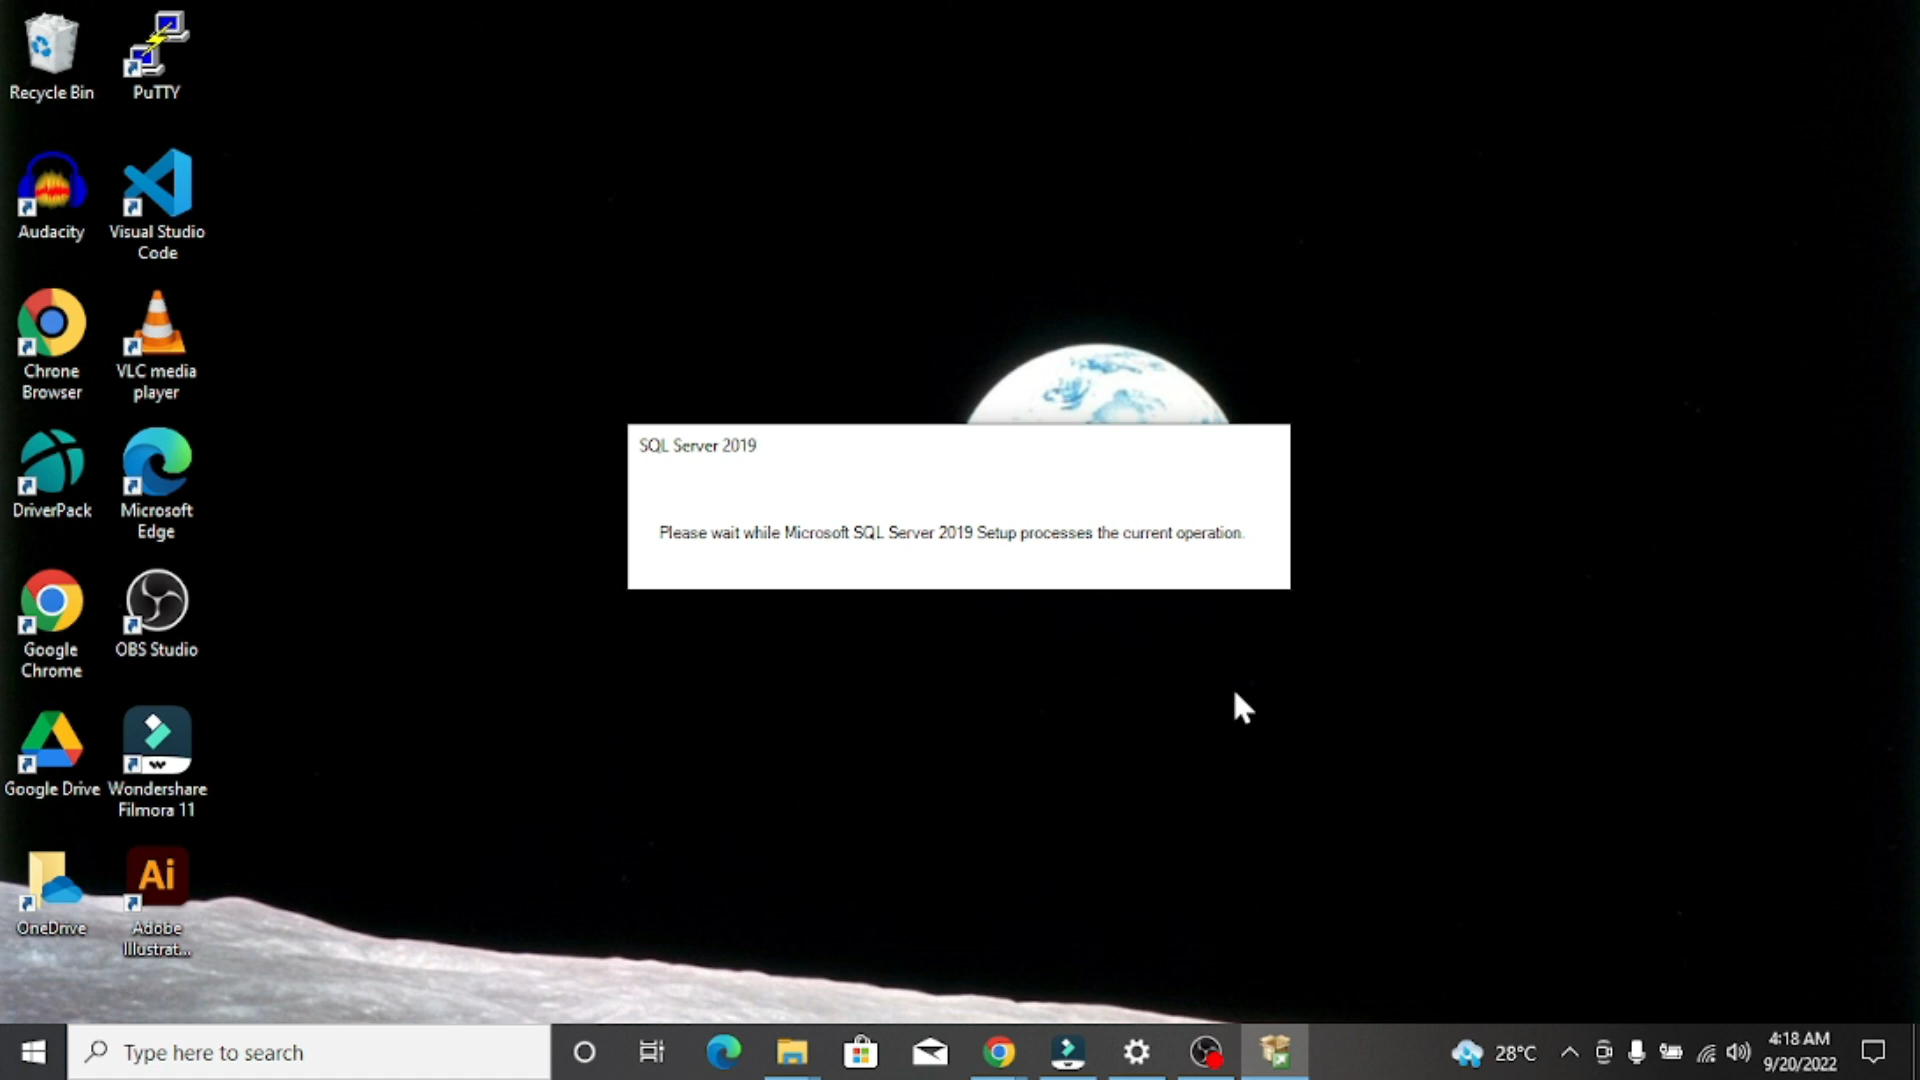 Recycle Bin
PuTTY
Audacity
Visual Studio
Code
Chrone
Browser
VLC media
player
DriverPack
Microsoft
Edge
Google
Chrome
OBS Studio
Google Drive
Wondershare
Filmora 11
OneDrive
Ai
Adobe
Illustrat...
SQL Server 2019
Please wait while Microsoft SQL Server 2019 Setup processes the current operation.
Type here to search
28°C
4:18 AM
9/20/2022